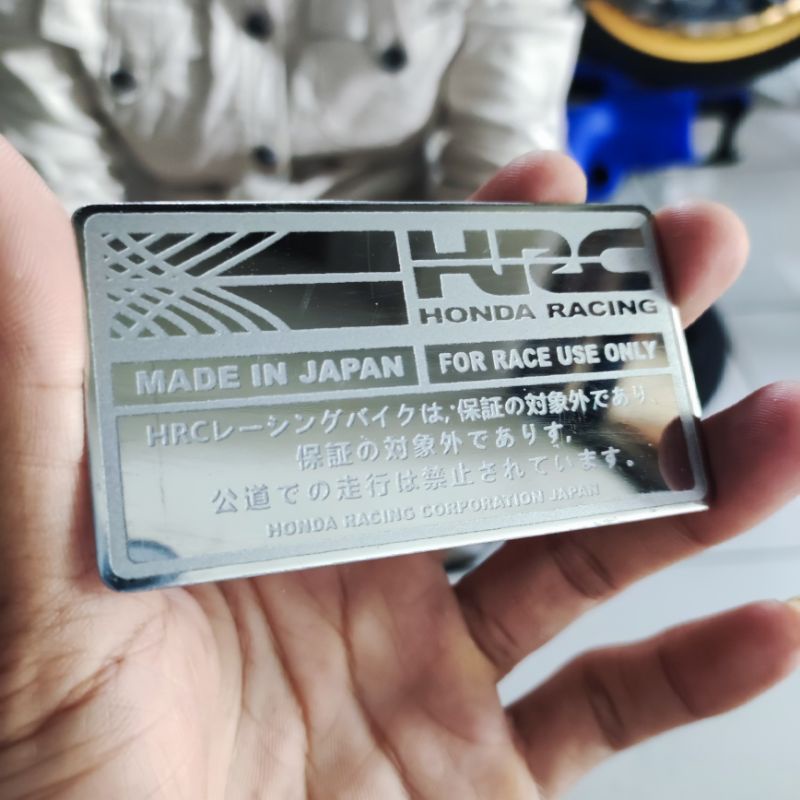 HRC
HONDA RACING
MADE IN JAPAN
FOR RACE USE ONLY
HRCレーシングバイクは,保証の対象外であり、
保証の対象外でありす,
公道での走行は禁止されています。
HONDA RACING CORPORATION JAPAN